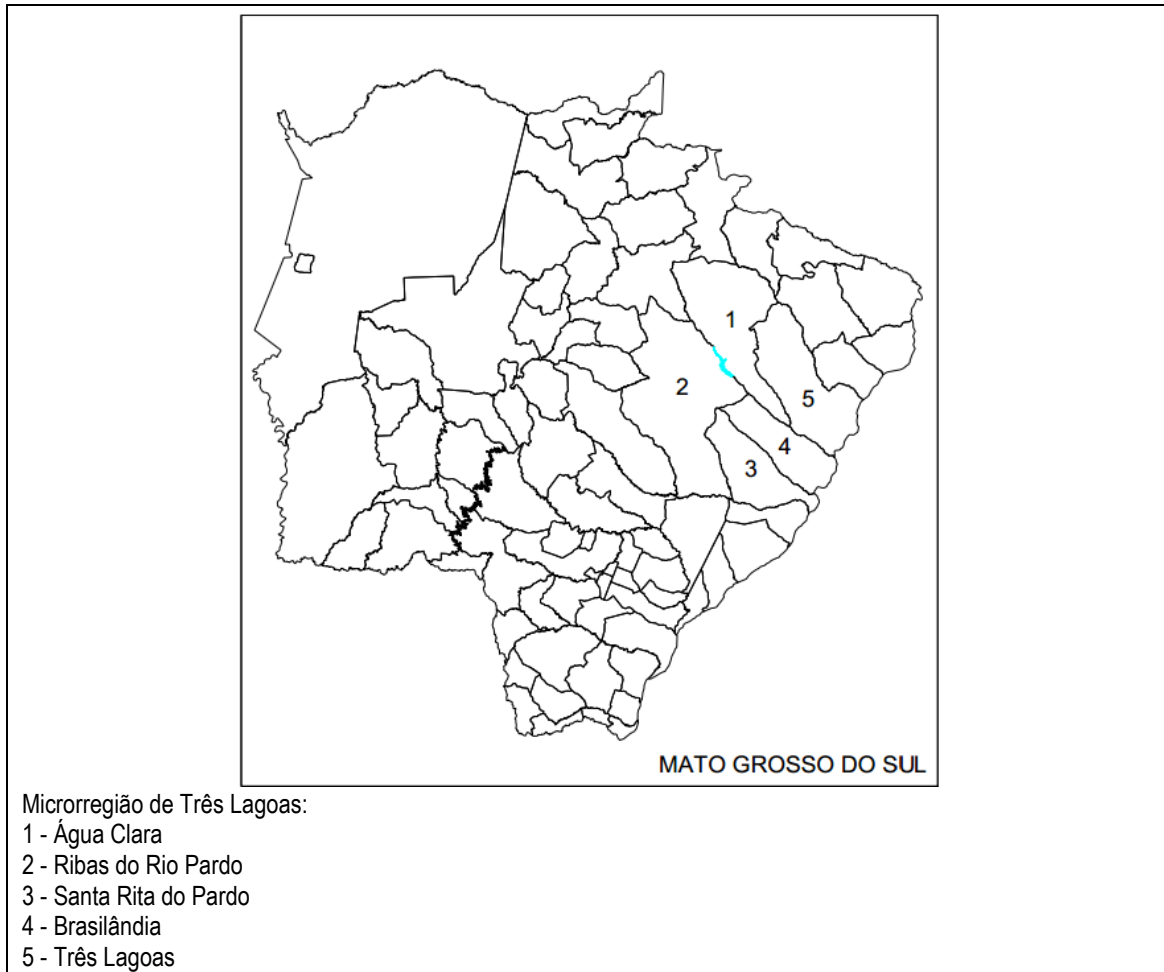 1
2
5
4
3
MATO GROSSO DO SUL
Microrregião de Três Lagoas:
1 - Água Clara
2 - Ribas do Rio Pardo
3 - Santa Rita do Pardo
4 - Brasilândia
5 - Três Lagoas